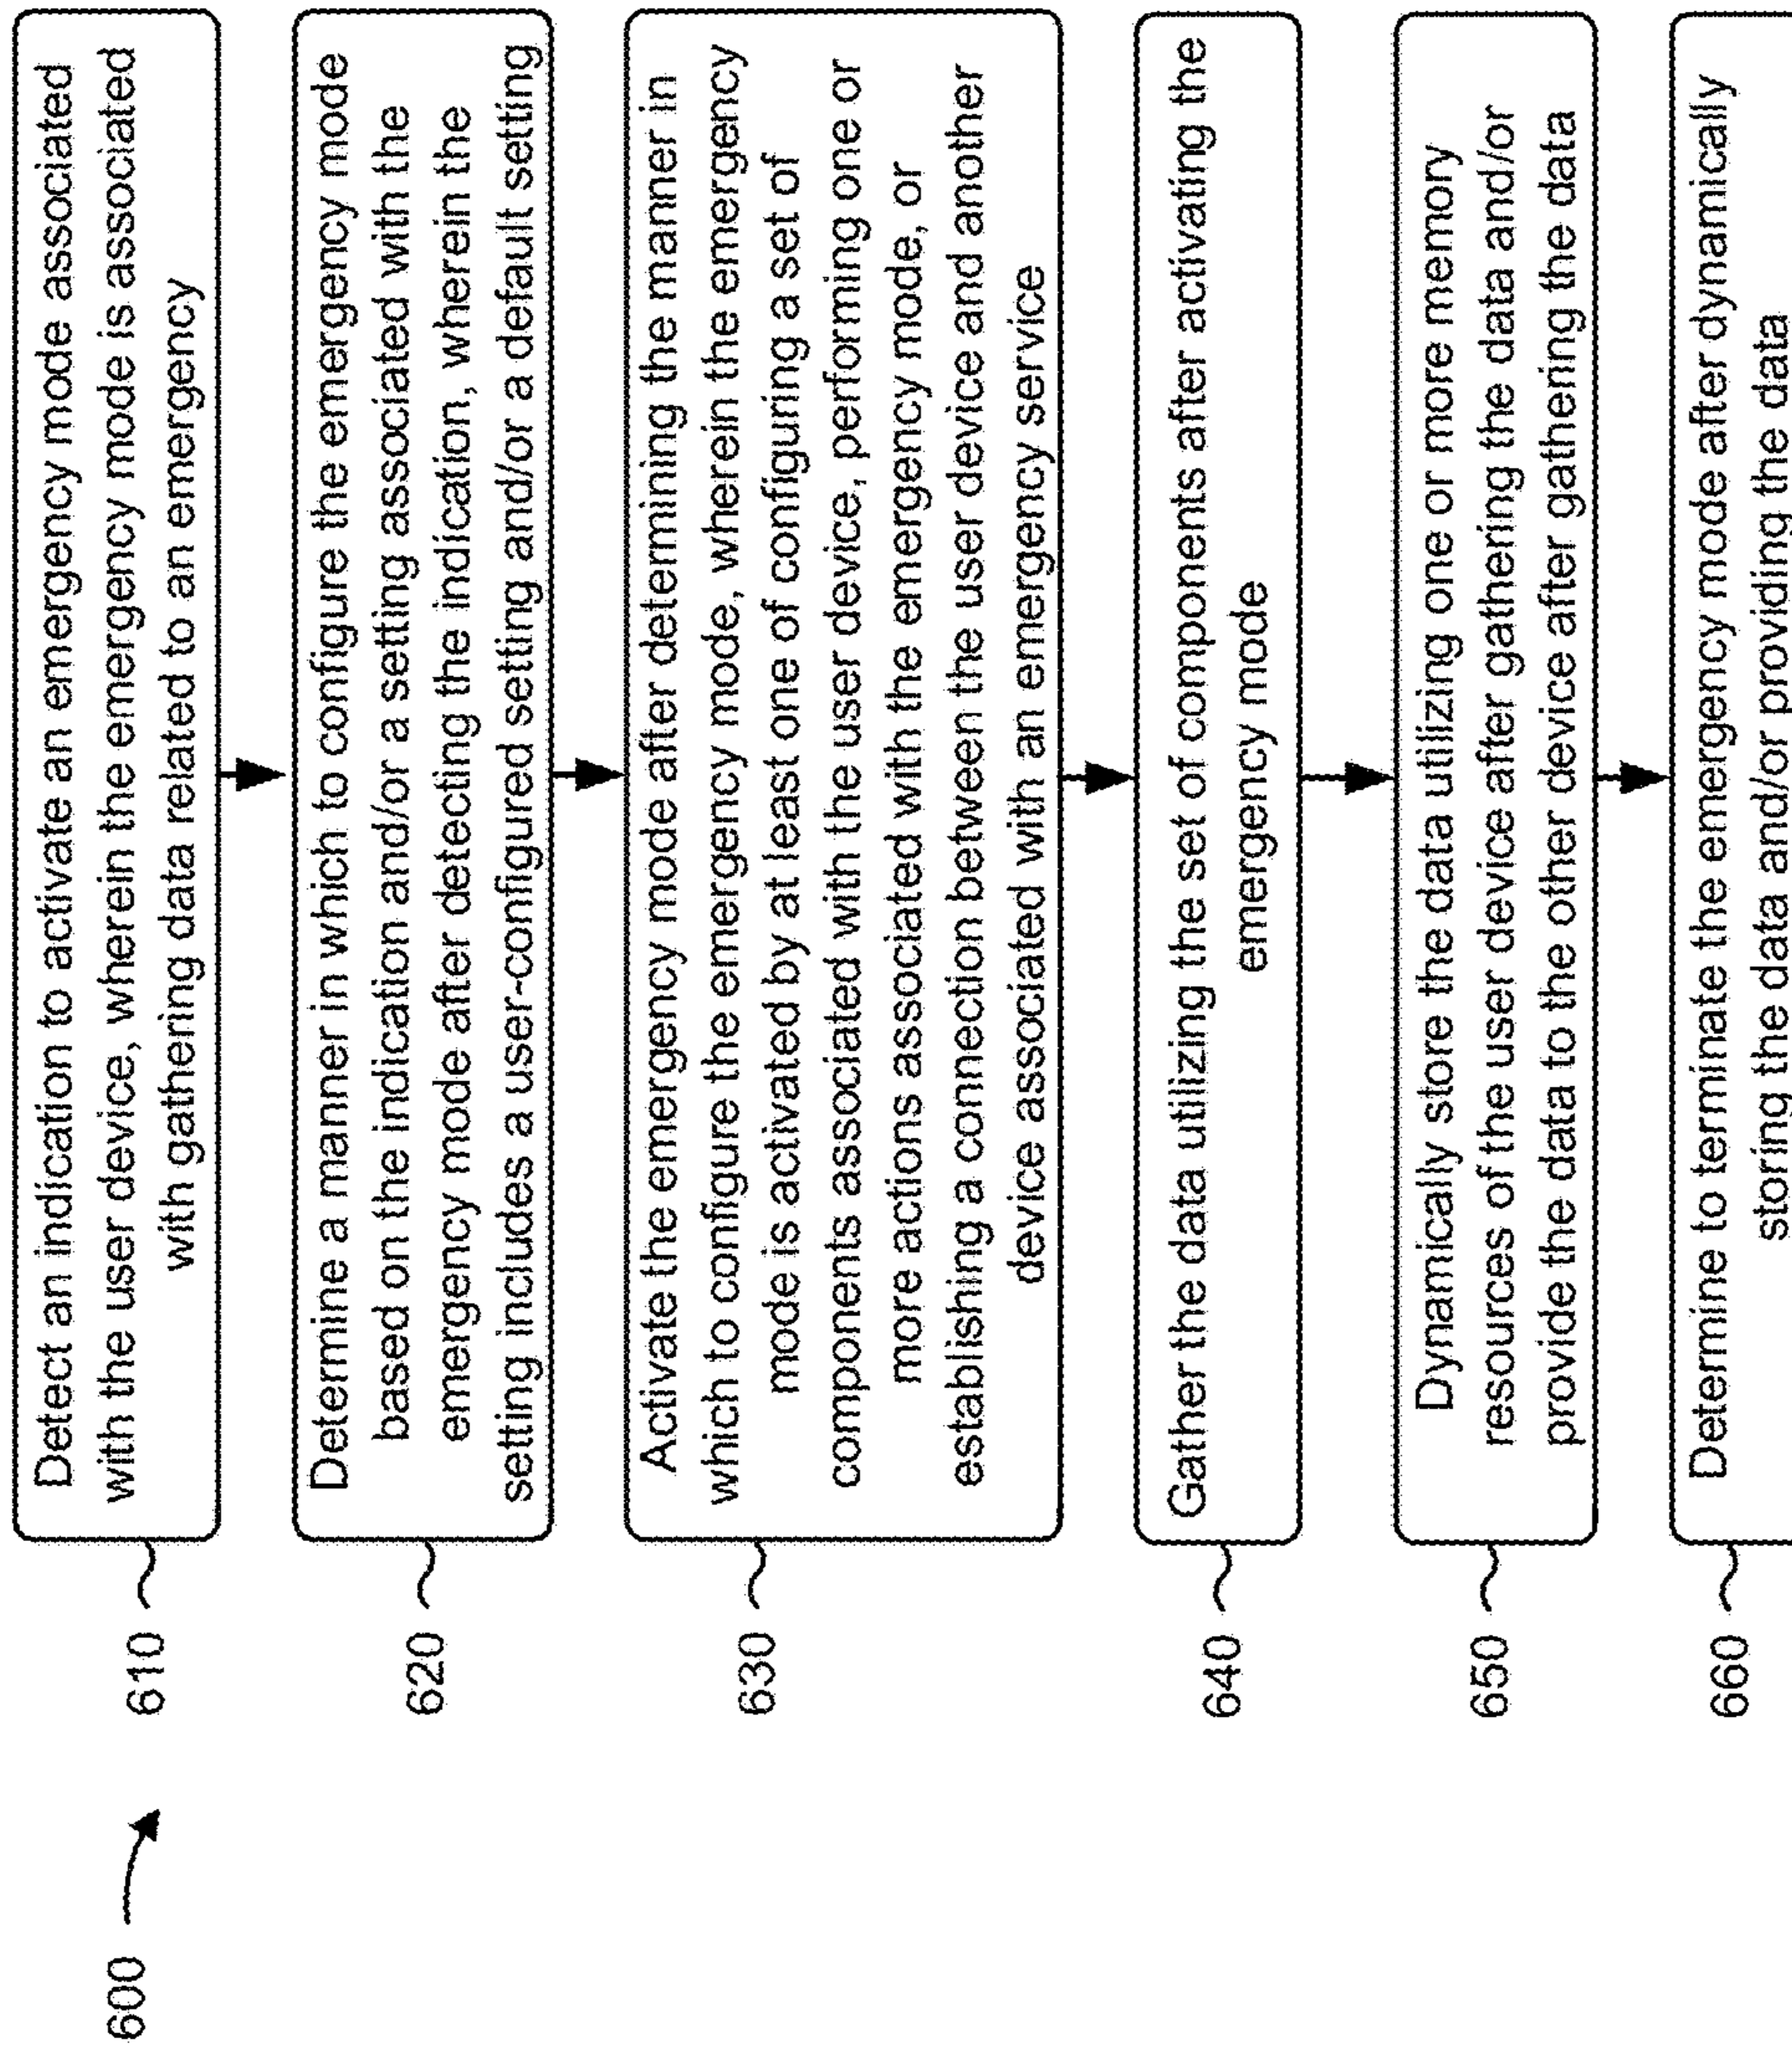 600
610
Detect an indication to activate an emergency mode associated
with the user device, wherein the emergency mode is associated
with gathering data related to an emergency
620
Determine a manner in which to configure the emergency mode
based on the indication and/or a setting associated with the
emergency mode after detecting the indication, wherein the
setting includes a user-configured setting and/or a default setting
630
Activate the emergency mode after determining the manner in
which to configure the emergency mode, wherein the emergency
mode is activated by at least one of configuring a set of
components associated with the user device, performing one or
more actions associated with the emergency mode, or
establishing a connection between the user device and another
device associated with an emergency service
640
Gather the data utilizing the set of components after activating the
emergency mode
650
Dynamically store the data utilizing one or more memory
resources of the user device after gathering the data and/or
provide the data to the other device after gathering the data
660
Determine to terminate the emergency mode after dynamically
storing the data and/or providing the data